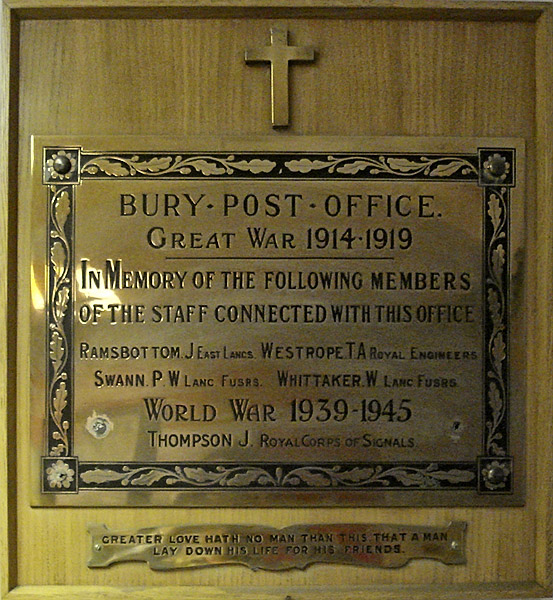 BURY · POST · OFFICE.
GREAT WAR 1914-1919
IN MEMORY OF THE FOLLOWING MEMBERS
OF THE STAFF CONNECTED WITH THIS OFFICE
RAMSBOTTOM. J EAST LANCS. WESTROPE. T.A ROYAL ENGINEERS
SWANN. P. W LANC FUSRS. WHITTAKER. W LANC FUSRS
WORLD WAR 1939-1945
THOMPSON J. ROYAL CORPS OF SIGNALS.
GREATER LOVE HATH NO MAN THAN THIS, THAT A MAN
LAY DOWN HIS LIFE FOR HIS FRIENDS.